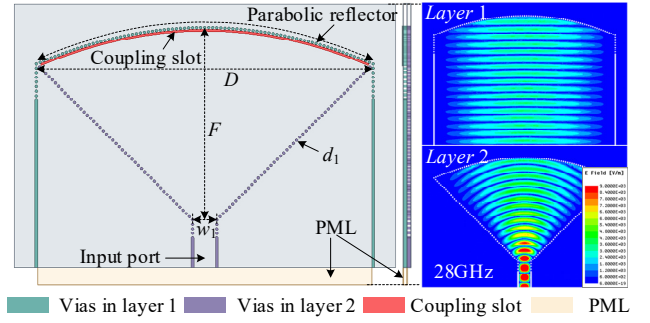 Parabolic reflector
Coupling slot
D
F
d1
w1
Input port
PML
Layer 1
Layer 2
E Field [V/m]
28GHz
Vias in layer 1
Vias in layer 2
Coupling slot
PML